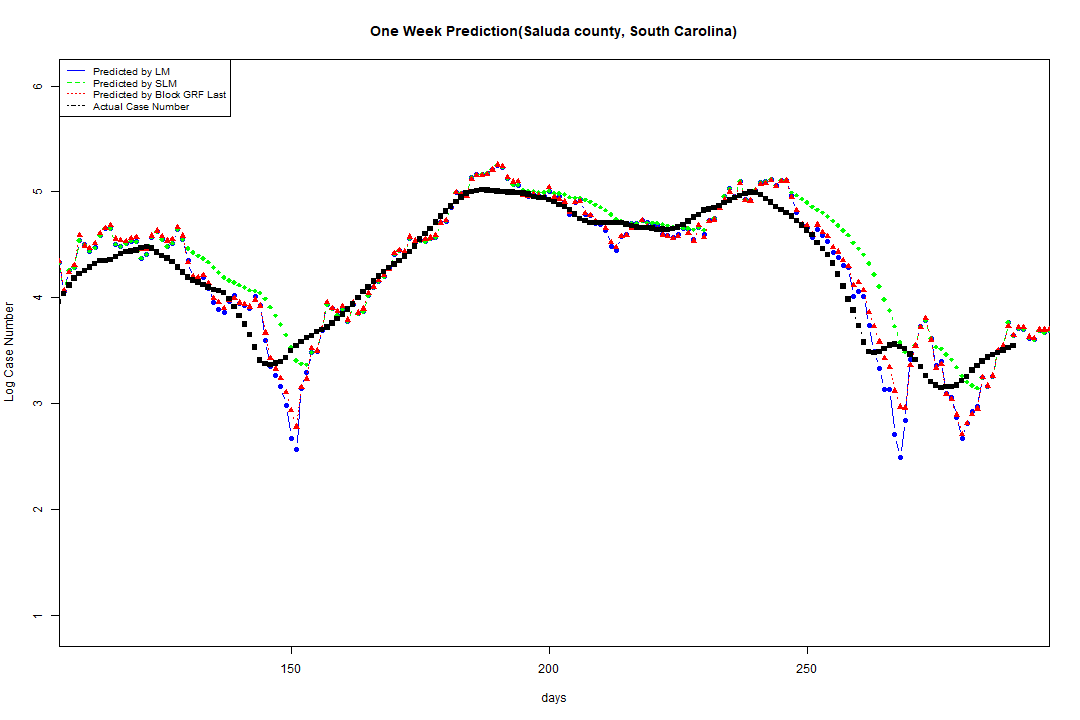 One Week Prediction(Saluda county, South Carolina)
Predicted by LM
Predicted by SLM
Predicted by Block GRF Last
Actual Case Number
6
5
4
3
2
1
Log Case Number
150
200
250
days